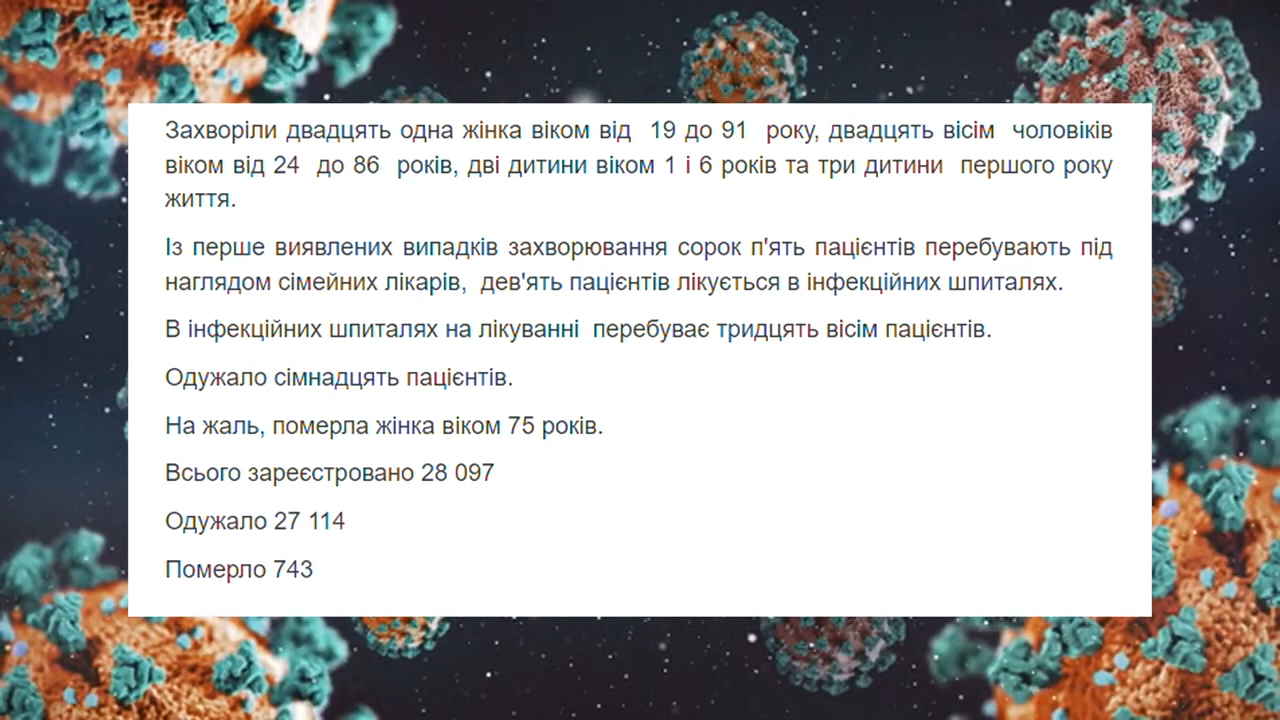 Захворіли двадцять одна жінка віком від 19 до 91 року, двадцять вісім чоловіків
віком від 24 до 86 років, дві дитини віком 1 і 6 років та три дитини першого року
життя.
Із перше виявлених випадків захворювання сорок п'ять пацієнтів перебувають під
наглядом сімейних лікарів, дев'ять пацієнтів лікується в інфекційних шпиталях.
В інфекційних шпиталях на лікуванні перебуває тридцять вісім пацієнтів.
Одужало сімнадцять пацієнтів.
На жаль, померла жінка віком 75 років.
Всього зареєстровано 28 097
Одужало 27 114
Померло 743